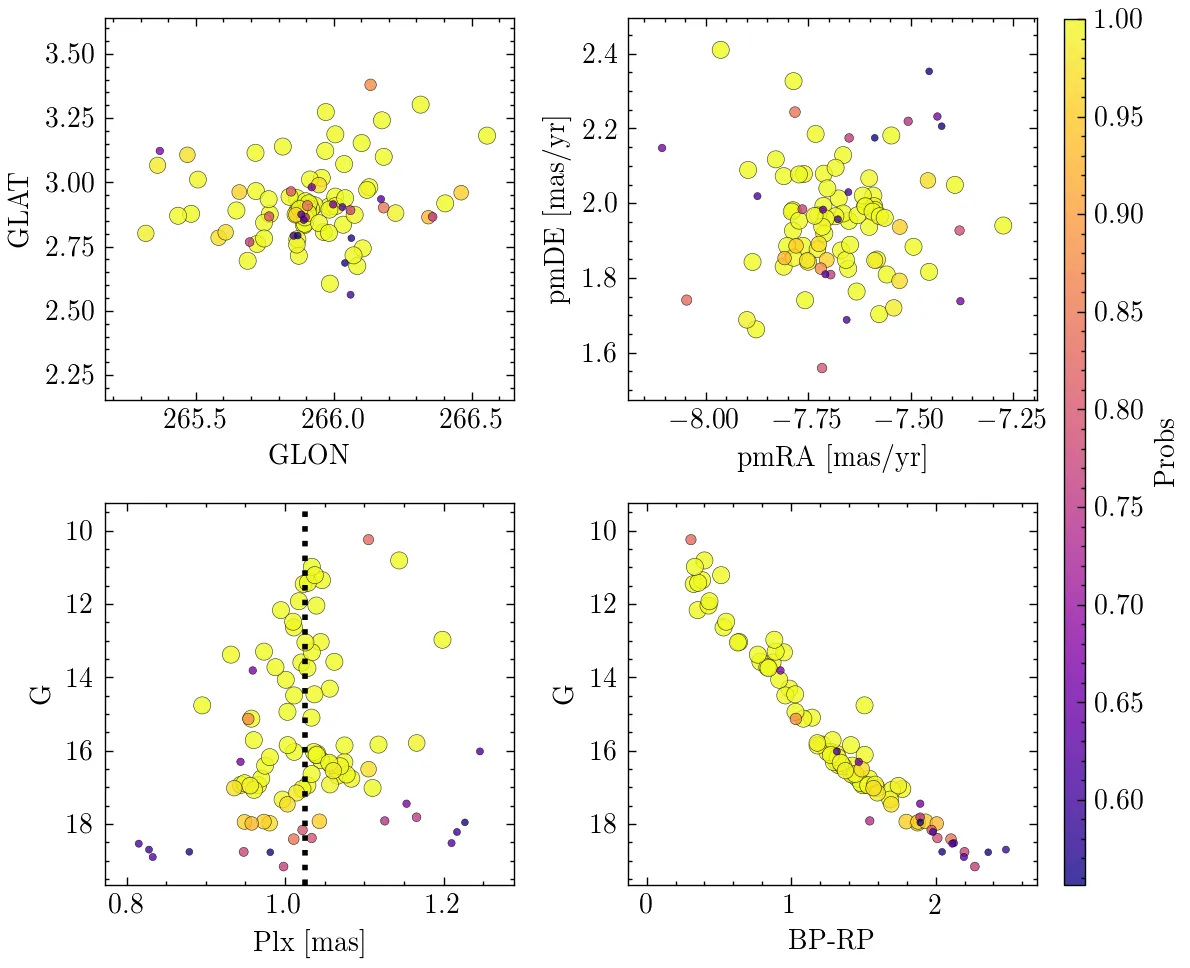 3.50
3.25
3.00
2.75
2.50
2.25
GLAT
265.5 266.0 266.5
GLON
2.4
2.2
2.0
1.8
1.6
pmDE [mas/yr]
−8.00 −7.75 −7.50 −7.25
pmRA [mas/yr]
10
12
14
16
18
G
0.8 1.0 1.2
Plx [mas]
10
12
14
16
18
G
0 1 2
BP-RP
1.00
0.95
0.90
0.85
0.80
0.75
0.70
0.65
0.60
Probs